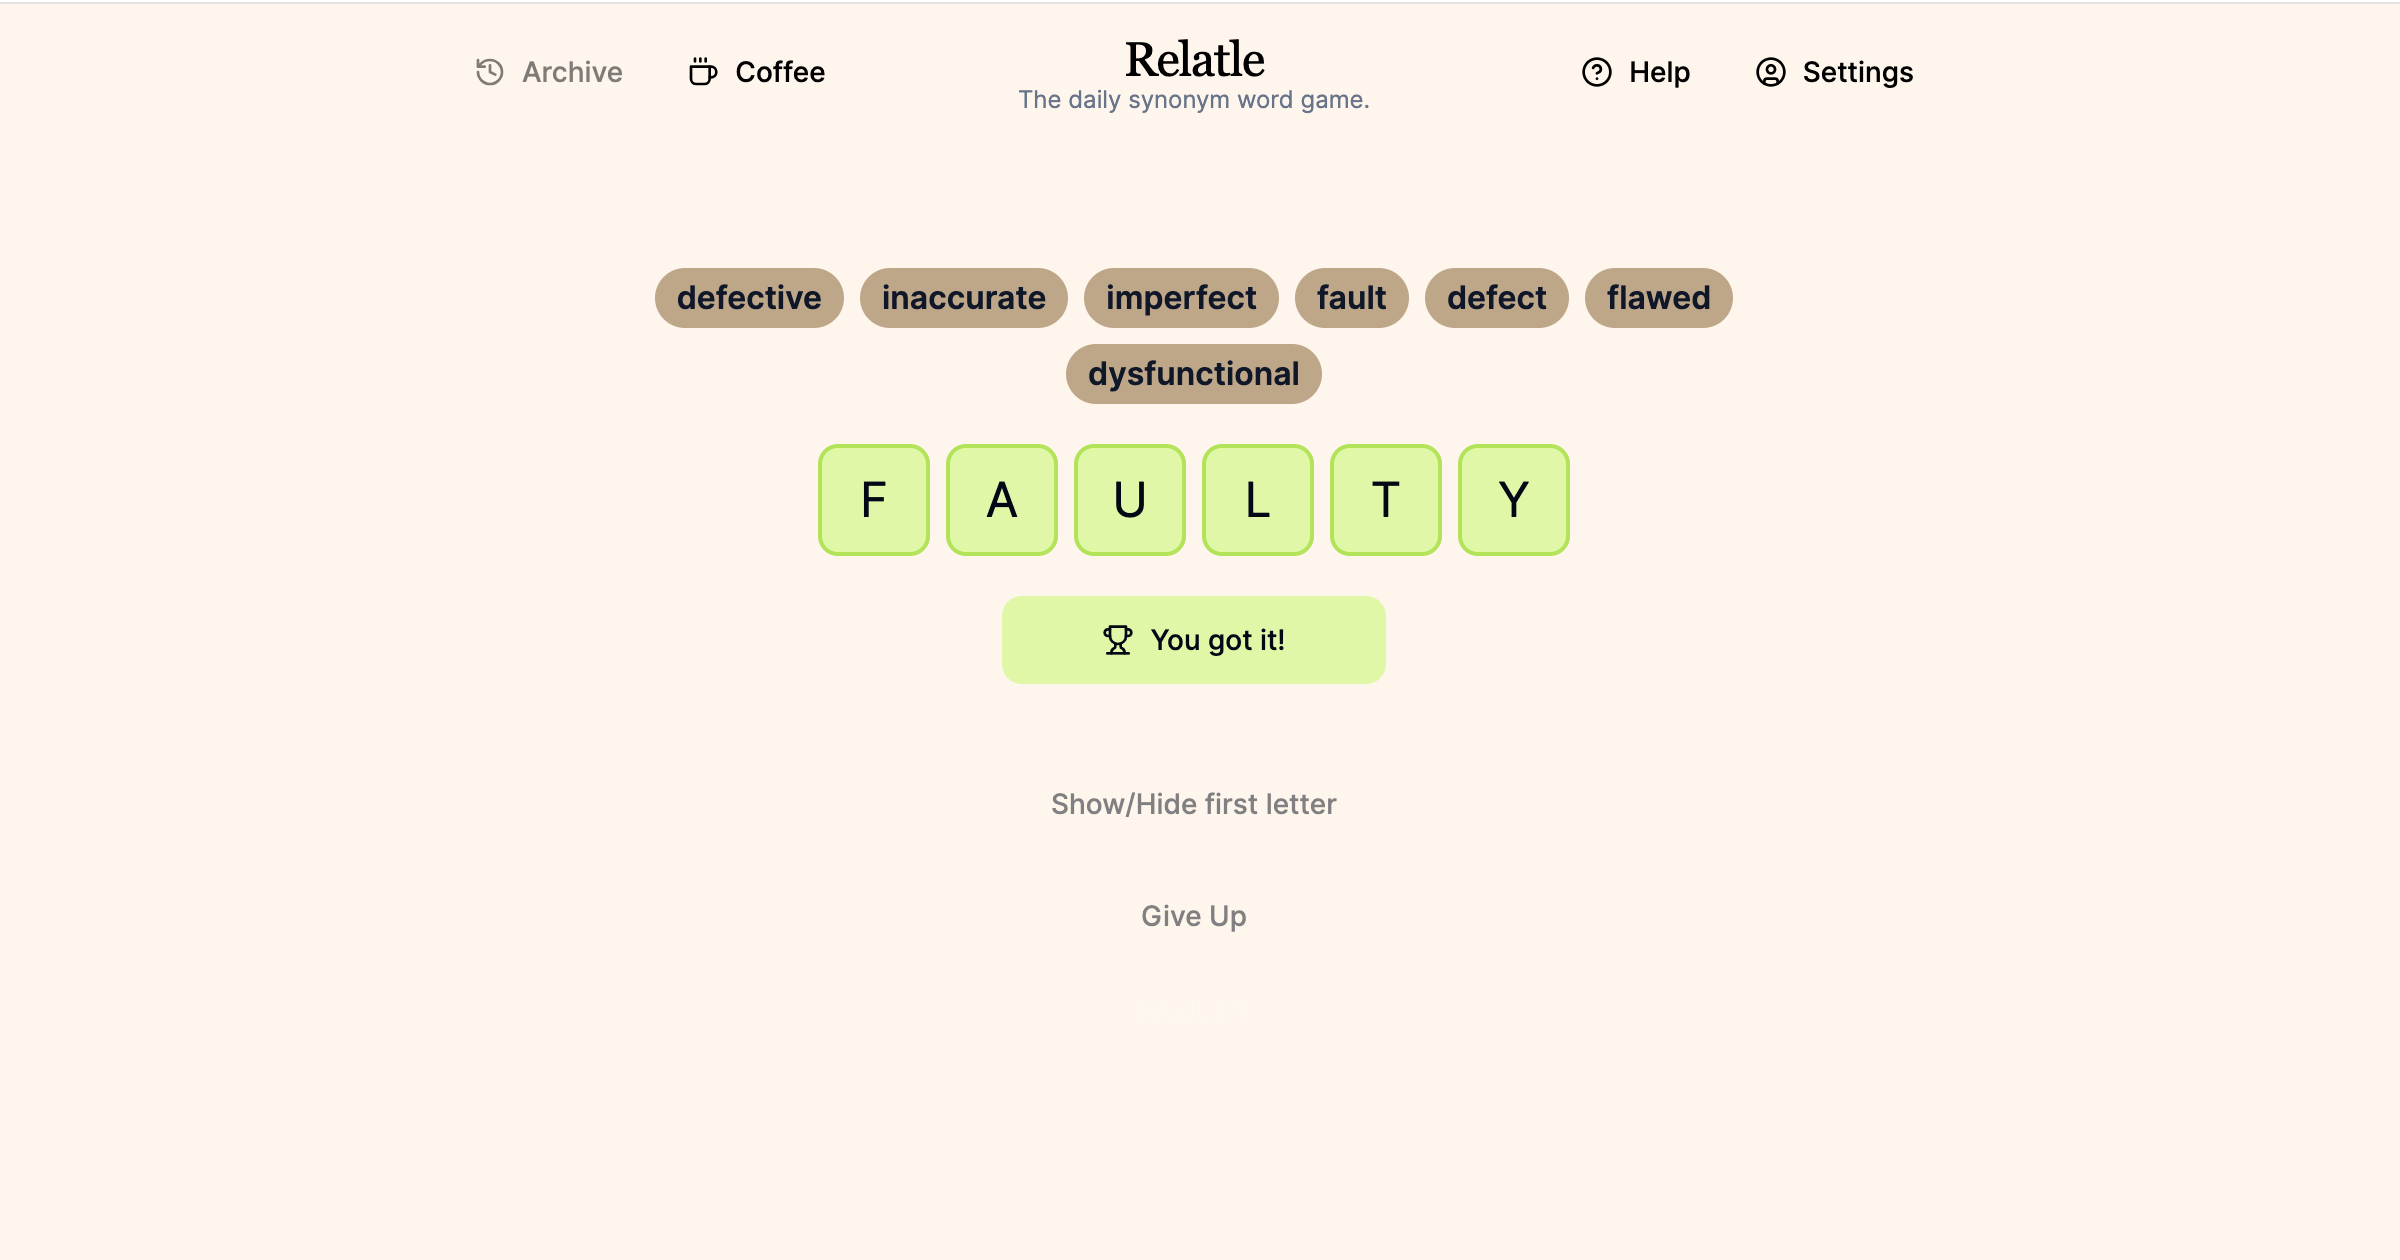 Archive Coffee Relatle Help Settings
The daily synonym word game.
defective inaccurate imperfect fault defect flawed
dysfunctional
F A U L T Y
You got it!
Show/Hide first letter
Give Up